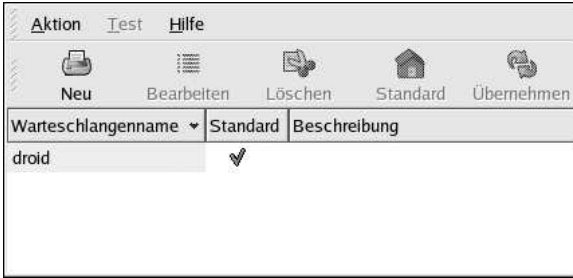 Aktion Test Hilfe
Neu Bearbeiten Löschen Standard Übernehmen
Warteschlangenname Standard Beschreibung
droid